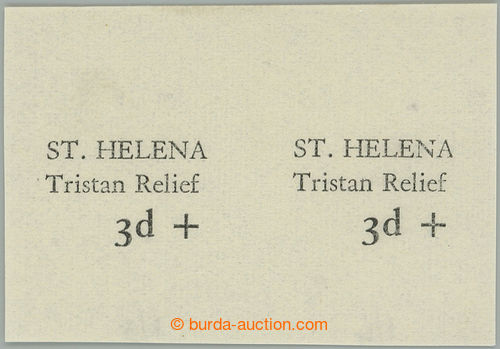 ST. HELENA ST. HELENA
Tristan Relief Tristan Relief
3d + 3d +
© burda-auction.com